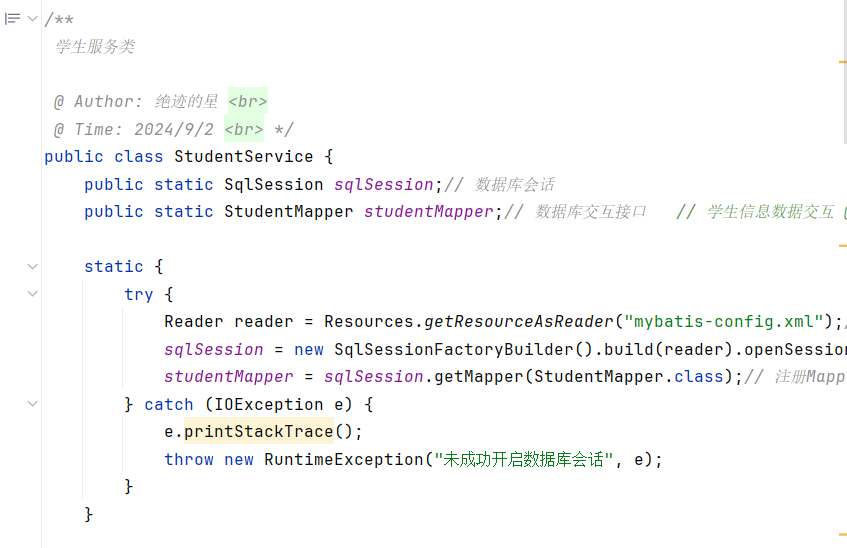 /**
学生服务类
@ Author: 绝迹的星 <br>
@ Time: 2024/9/2 <br> */
public class StudentService {
public static SqlSession sqlSession;// 数据库会话
public static StudentMapper studentMapper;// 数据库交互接口 // 学生信息数据交互 (
static {
try {
Reader reader = Resources.getResourceAsReader("mybatis-config.xml");/
sqlSession = new SqlSessionFactoryBuilder().build(reader).openSession
studentMapper = sqlSession.getMapper(StudentMapper.class);// 注册Mapp
} catch (IOException e) {
e.printStackTrace();
throw new RuntimeException("未成功开启数据库会话", e);
}
}